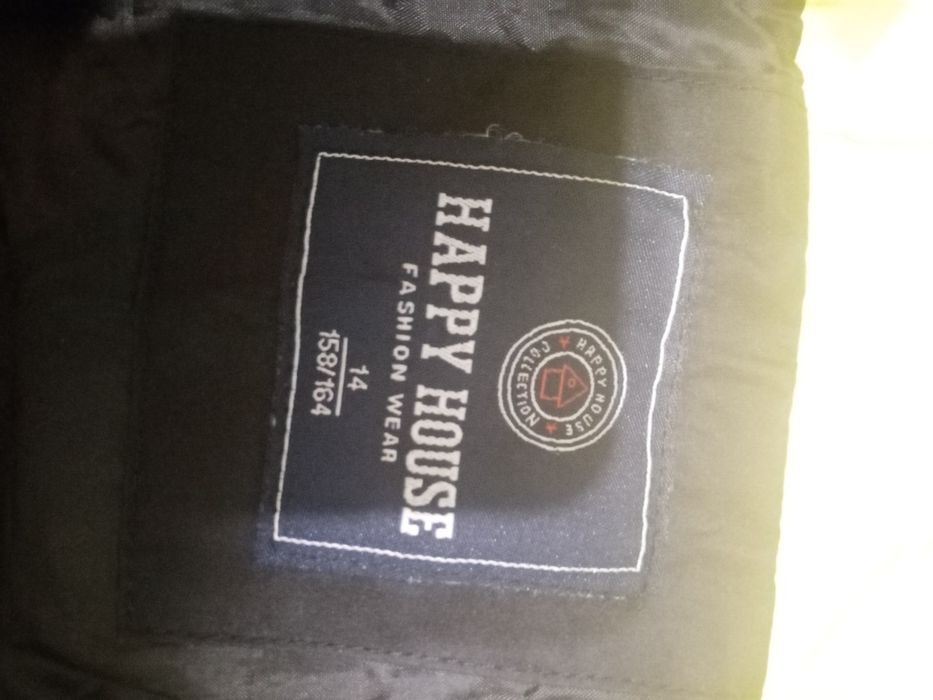 HAPPY HOUSE
COLLECTION
HAPPY HOUSE
FASHION WEAR
14
158/164